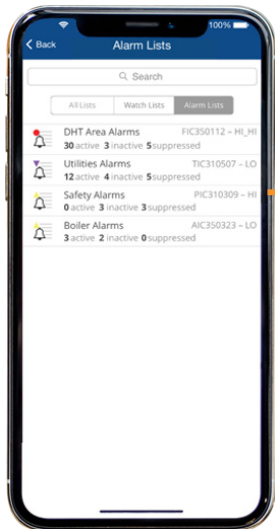 100%
Back
Alarm Lists
Search
All Lists Watch Lists Alarm Lists
DHT Area Alarms FIC350112 – HI_HI
30 active 3 inactive 5 suppressed
Utilities Alarms TIC310507 – LO
12 active 4 inactive 5 suppressed
Safety Alarms PIC310309 – HI
0 active 3 inactive 3 suppressed
Boiler Alarms AIC350323 – LO
3 active 2 inactive 0 suppressed